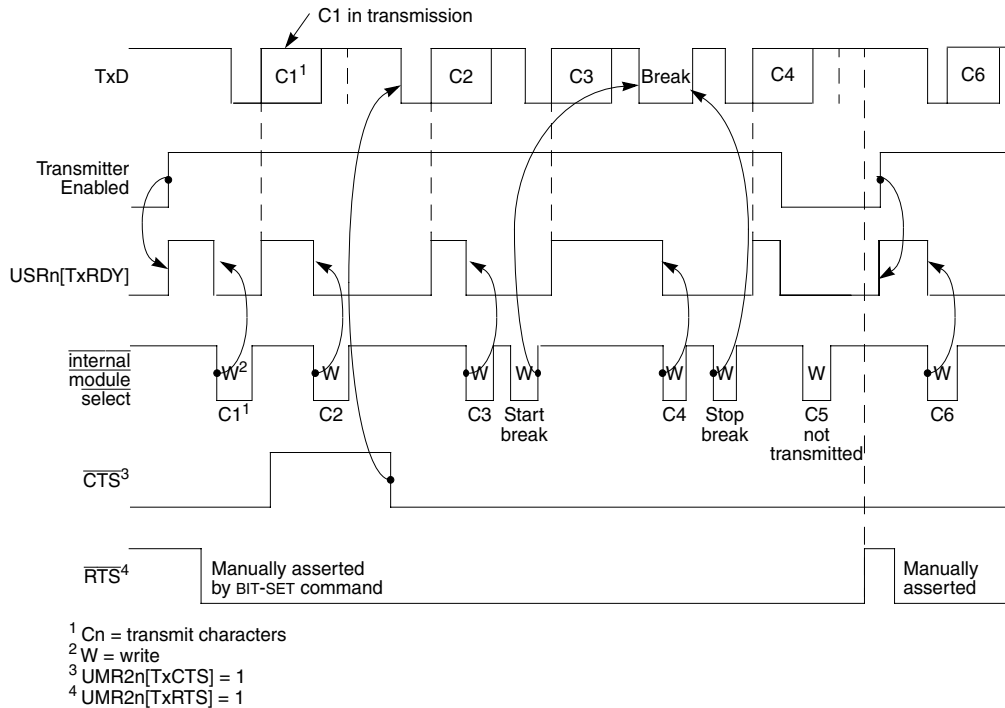 C1 in transmission
TxD
C1¹
C2
C3
Break
C4
C6
Transmitter
Enabled
USRn[TxRDY]
internal
module
select
W²
W
W
W
W
W
W
W
C1¹
C2
C3
Start
break
C4
Stop
break
C5
not
transmitted
C6
CTS³
RTS⁴
Manually asserted
by BIT-SET command
Manually
asserted
¹ Cn = transmit characters
² W = write
³ UMR2n[TxCTS] = 1
⁴ UMR2n[TxRTS] = 1